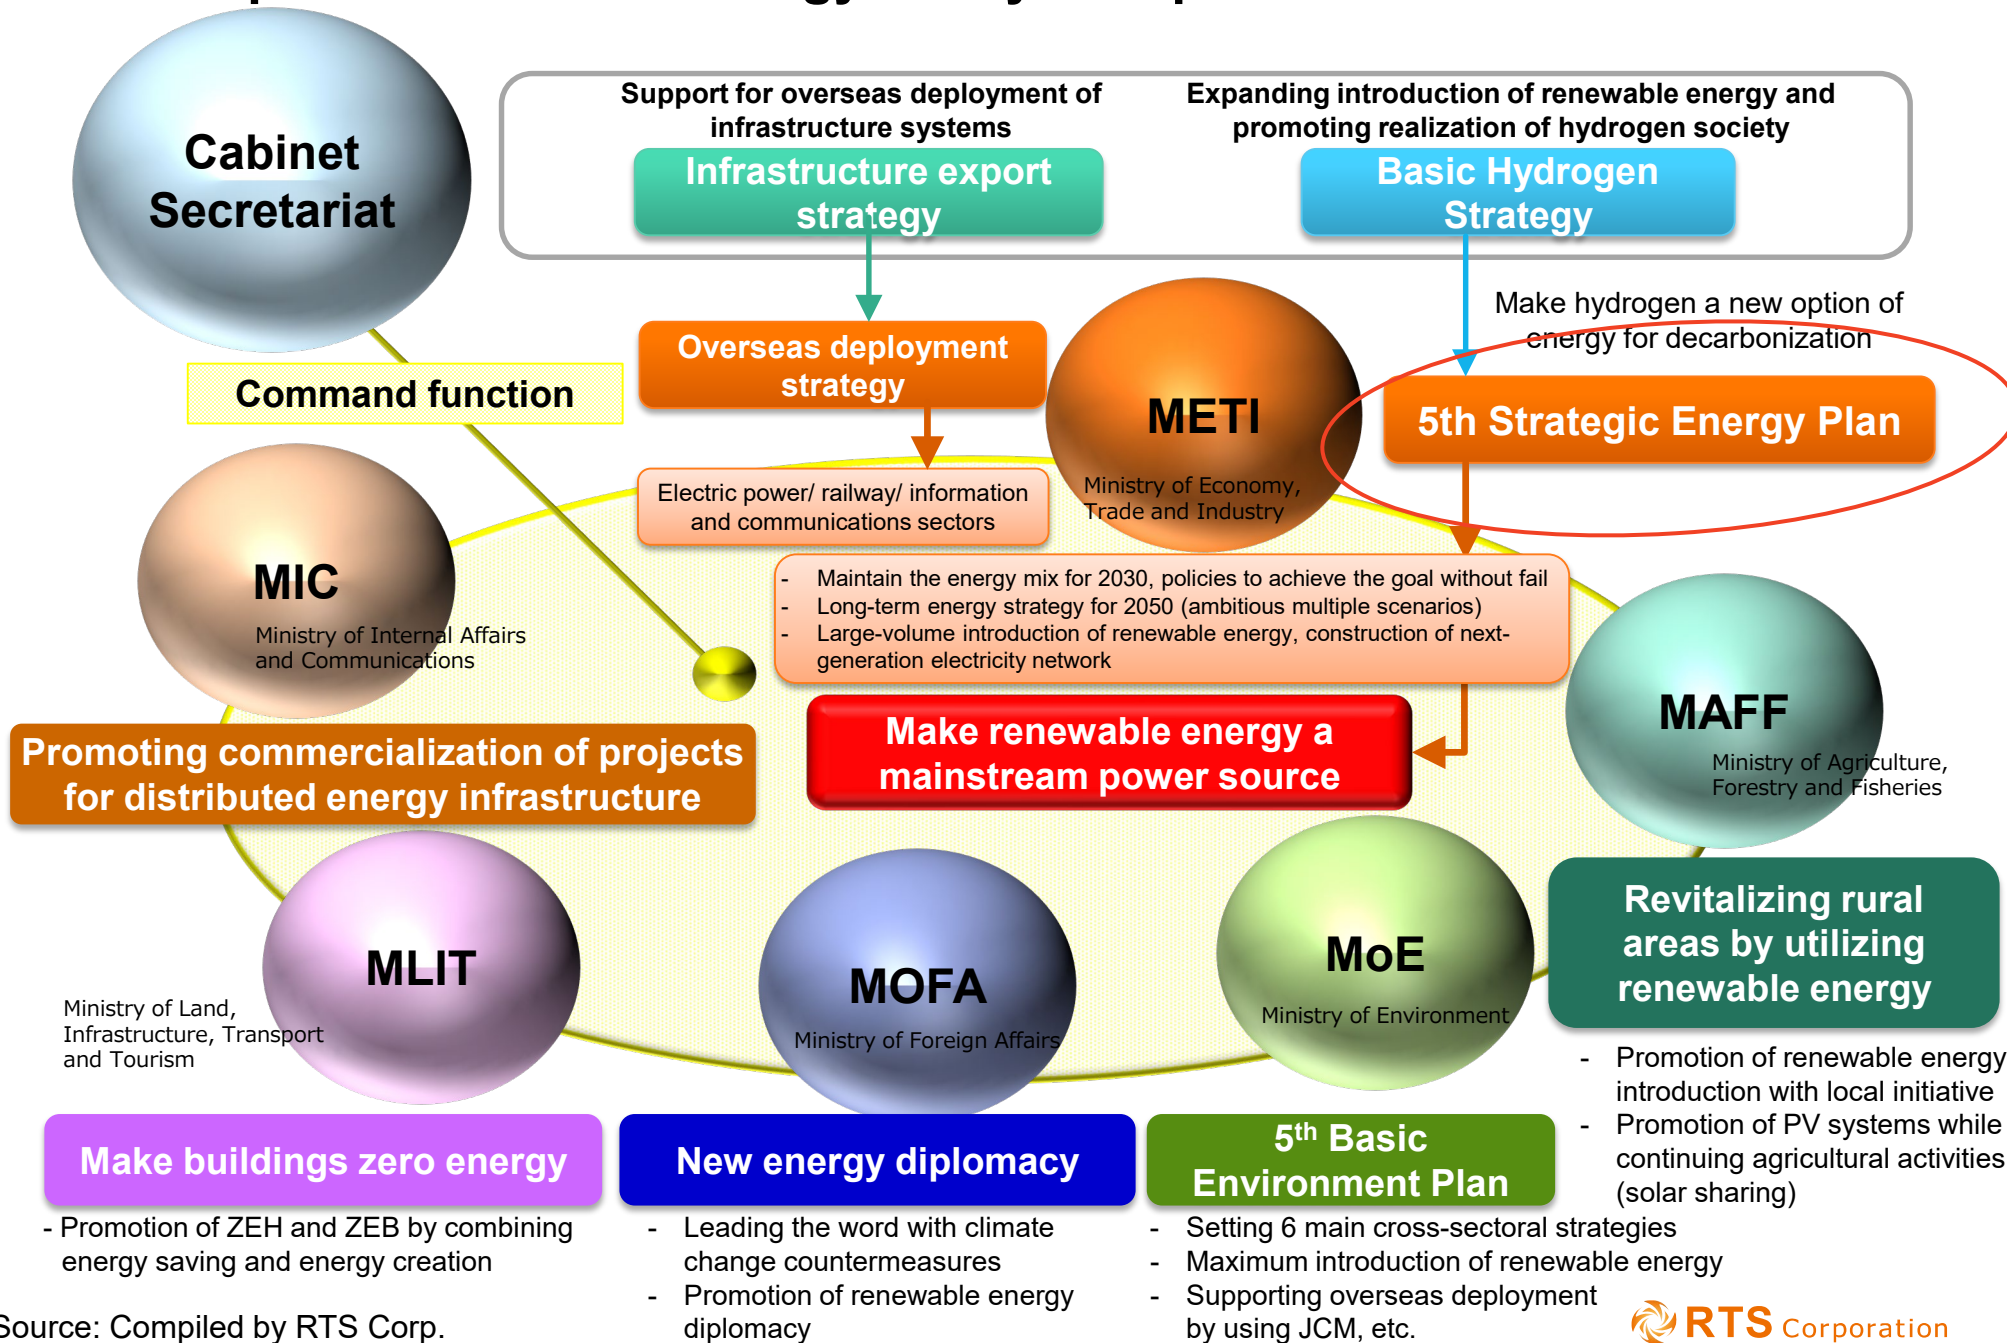 Cabinet
Secretariat
Support for overseas deployment of
infrastructure systems
Infrastructure export
strategy
Expanding introduction of renewable energy and
promoting realization of hydrogen society
Basic Hydrogen
Strategy
Make hydrogen a new option of
energy for decarbonization
Command function
Overseas deployment
strategy
METI
Ministry of Economy,
Trade and Industry
5th Strategic Energy Plan
Electric power/ railway/ information
and communications sectors
MIC
Ministry of Internal Affairs
and Communications
- Maintain the energy mix for 2030, policies to achieve the goal without fail
- Long-term energy strategy for 2050 (ambitious multiple scenarios)
- Large-volume introduction of renewable energy, construction of next-
generation electricity network
Make renewable energy a
mainstream power source
MAFF
Ministry of Agriculture,
Forestry and Fisheries
Promoting commercialization of projects
for distributed energy infrastructure
MLIT
Ministry of Land,
Infrastructure, Transport
and Tourism
MOFA
Ministry of Foreign Affairs
MoE
Ministry of Environment
Revitalizing rural
areas by utilizing
renewable energy
- Promotion of renewable energy
introduction with local initiative
- Promotion of PV systems while
continuing agricultural activities
(solar sharing)
Make buildings zero energy
- Promotion of ZEH and ZEB by combining
energy saving and energy creation
New energy diplomacy
- Leading the word with climate
change countermeasures
- Promotion of renewable energy
diplomacy
5th Basic
Environment Plan
- Setting 6 main cross-sectoral strategies
- Maximum introduction of renewable energy
- Supporting overseas deployment
by using JCM, etc.
Source: Compiled by RTS Corp.
RTS Corporation